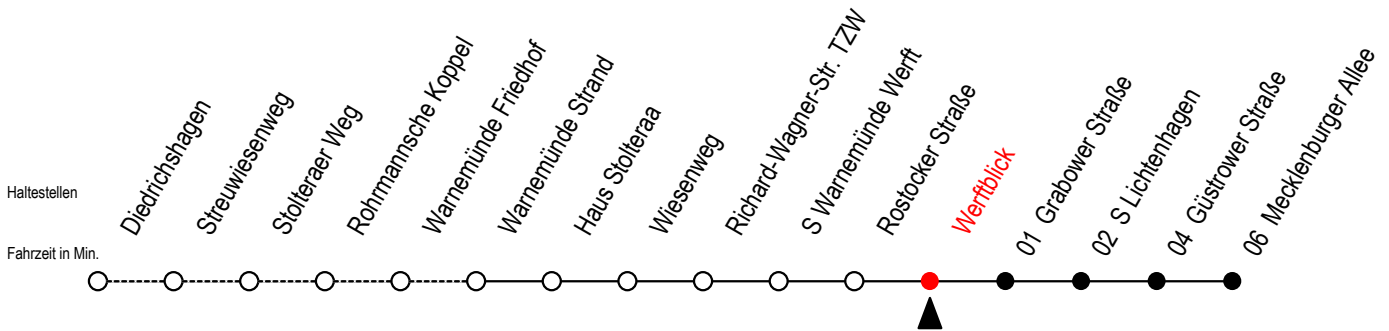 Haltestellen
Fahrzeit in Min.
Diedrichshagen
Streuwiesenweg
Stolteraer Weg
Rohrmannsche Koppel
Warnemünde Friedhof
Warnemünde Strand
Haus Stolteraa
Wiesenweg
Richard-Wagner-Str. TZW
S Warnemünde Werft
Rostocker Straße
Werftblick
01 Grabower Straße
02 S Lichtenhagen
04 Güstrower Straße
06 Mecklenburger Allee